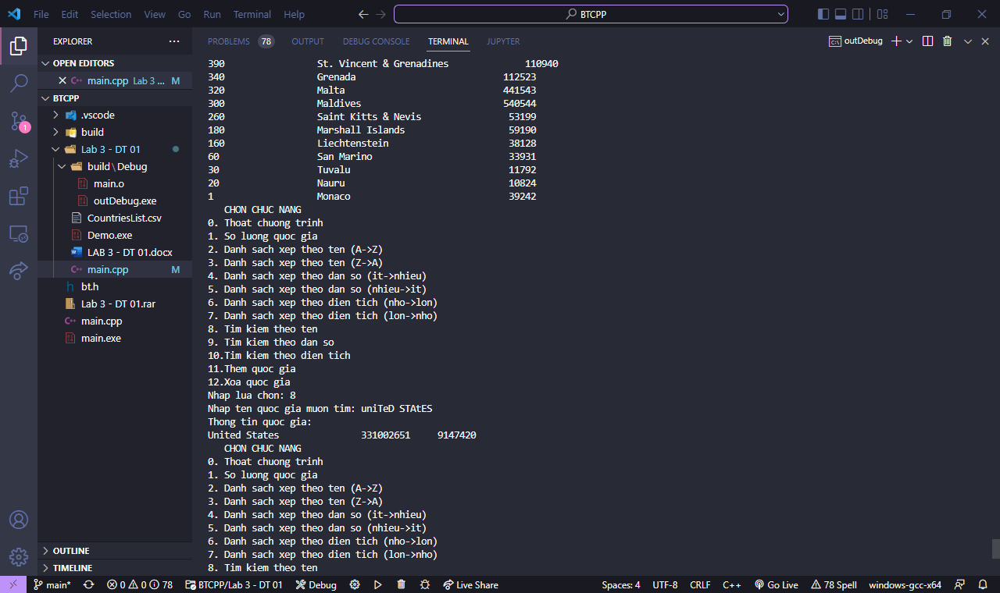 File Edit Selection View Go Run Terminal Help BTCPP
EXPLORER
OPEN EDITORS
main.cpp Lab 3 ... M
BTCPP
.vscode
build
Lab 3 - DT 01
build\Debug
main.o
outDebug.exe
CountriesList.csv
Demo.exe
LAB 3 - DT 01.docx
main.cpp M
bt.h
Lab 3 - DT 01.rar
main.cpp
main.exe
OUTLINE
TIMELINE
1
PROBLEMS 78 OUTPUT DEBUG CONSOLE TERMINAL JUPYTER outDebug
390 St. Vincent & Grenadines 110940
340 Grenada 112523
320 Malta 441543
300 Maldives 540544
260 Saint Kitts & Nevis 53199
180 Marshall Islands 59190
160 Liechtenstein 38128
60 San Marino 33931
30 Tuvalu 11792
20 Nauru 10824
1 Monaco 39242
CHON CHUC NANG
0. Thoat chuong trinh
1. So luong quoc gia
2. Danh sach xep theo ten (A->Z)
3. Danh sach xep theo ten (Z->A)
4. Danh sach xep theo dan so (it->nhieu)
5. Danh sach xep theo dan so (nhieu->it)
6. Danh sach xep theo dien tich (nho->lon)
7. Danh sach xep theo dien tich (lon->nho)
8. Tim kiem theo ten
9. Tim kiem theo dan so
10.Tim kiem theo dien tich
11.Them quoc gia
12.Xoa quoc gia
Nhap lua chon: 8
Nhap ten quoc gia muon tim: uniTeD STAtES
Thong tin quoc gia:
United States 331002651 9147420
CHON CHUC NANG
0. Thoat chuong trinh
1. So luong quoc gia
2. Danh sach xep theo ten (A->Z)
3. Danh sach xep theo ten (Z->A)
4. Danh sach xep theo dan so (it->nhieu)
5. Danh sach xep theo dan so (nhieu->it)
6. Danh sach xep theo dien tich (nho->lon)
7. Danh sach xep theo dien tich (lon->nho)
8. Tim kiem theo ten
main* 0 0 78 BTCPP/Lab 3 - DT 01 Debug Live Share Spaces: 4 UTF-8 CRLF C++ Go Live 78 Spell windows-gcc-x64